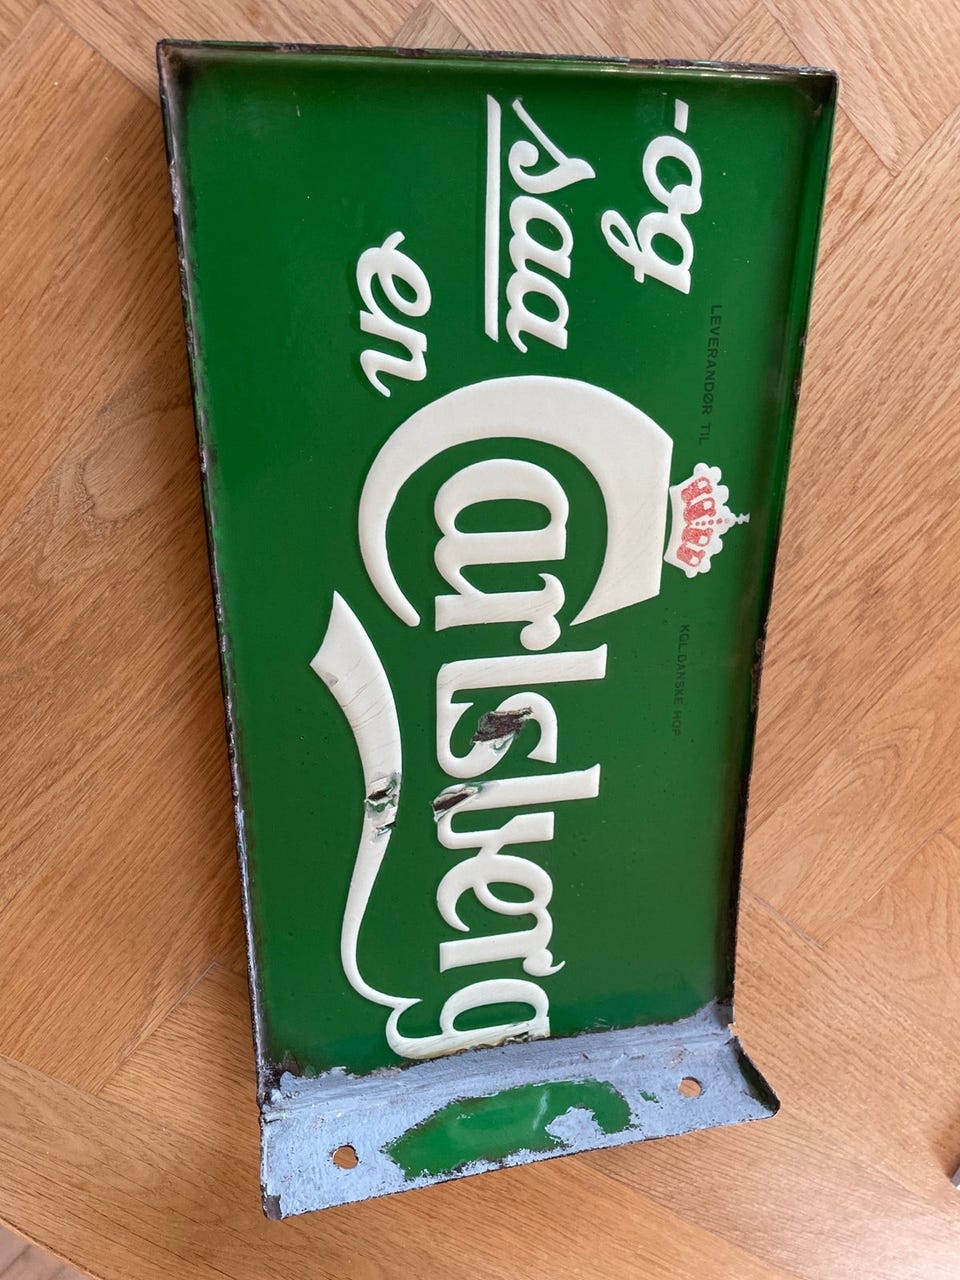 -og
saa
en
LEVERANDØR TIL
KGL. DANSKE HOF
Carlsberg